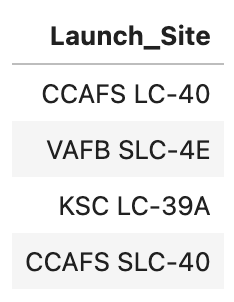 Launch_Site
CCAFS LC-40
VAFB SLC-4E
KSC LC-39A
CCAFS SLC-40